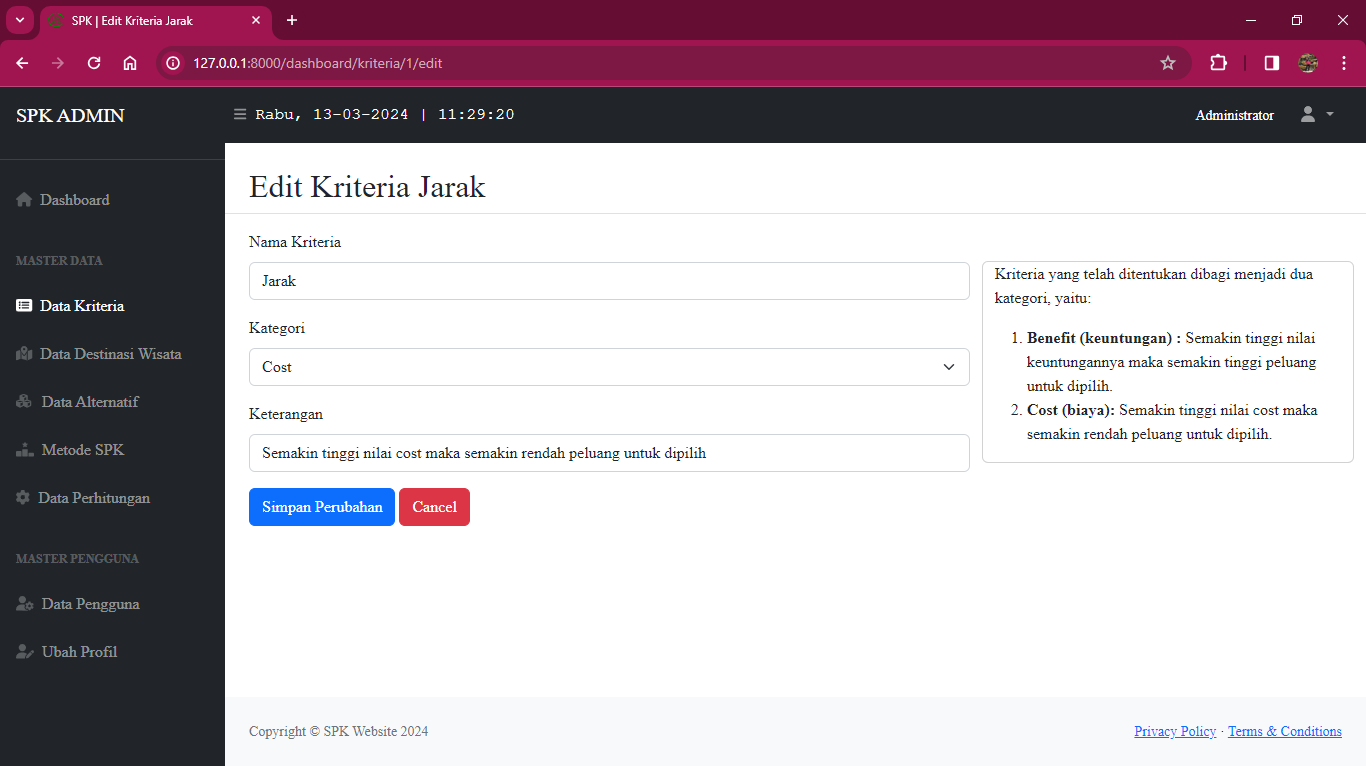 SPK | Edit Kriteria Jarak
127.0.0.1:8000/dashboard/kriteria/1/edit
SPK ADMIN
Rabu, 13-03-2024 | 11:29:20
Administrator
Dashboard
MASTER DATA
Data Kriteria
Data Destinasi Wisata
Data Alternatif
Metode SPK
Data Perhitungan
MASTER PENGGUNA
Data Pengguna
Ubah Profil
Edit Kriteria Jarak
Nama Kriteria
Jarak
Kategori
Cost
Keterangan
Semakin tinggi nilai cost maka semakin rendah peluang untuk dipilih
Simpan Perubahan Cancel
Kriteria yang telah ditentukan dibagi menjadi dua
kategori, yaitu:
1. Benefit (keuntungan) : Semakin tinggi nilai
keuntungannya maka semakin tinggi peluang
untuk dipilih.
2. Cost (biaya): Semakin tinggi nilai cost maka
semakin rendah peluang untuk dipilih.
Copyright © SPK Website 2024
Privacy Policy · Terms & Conditions